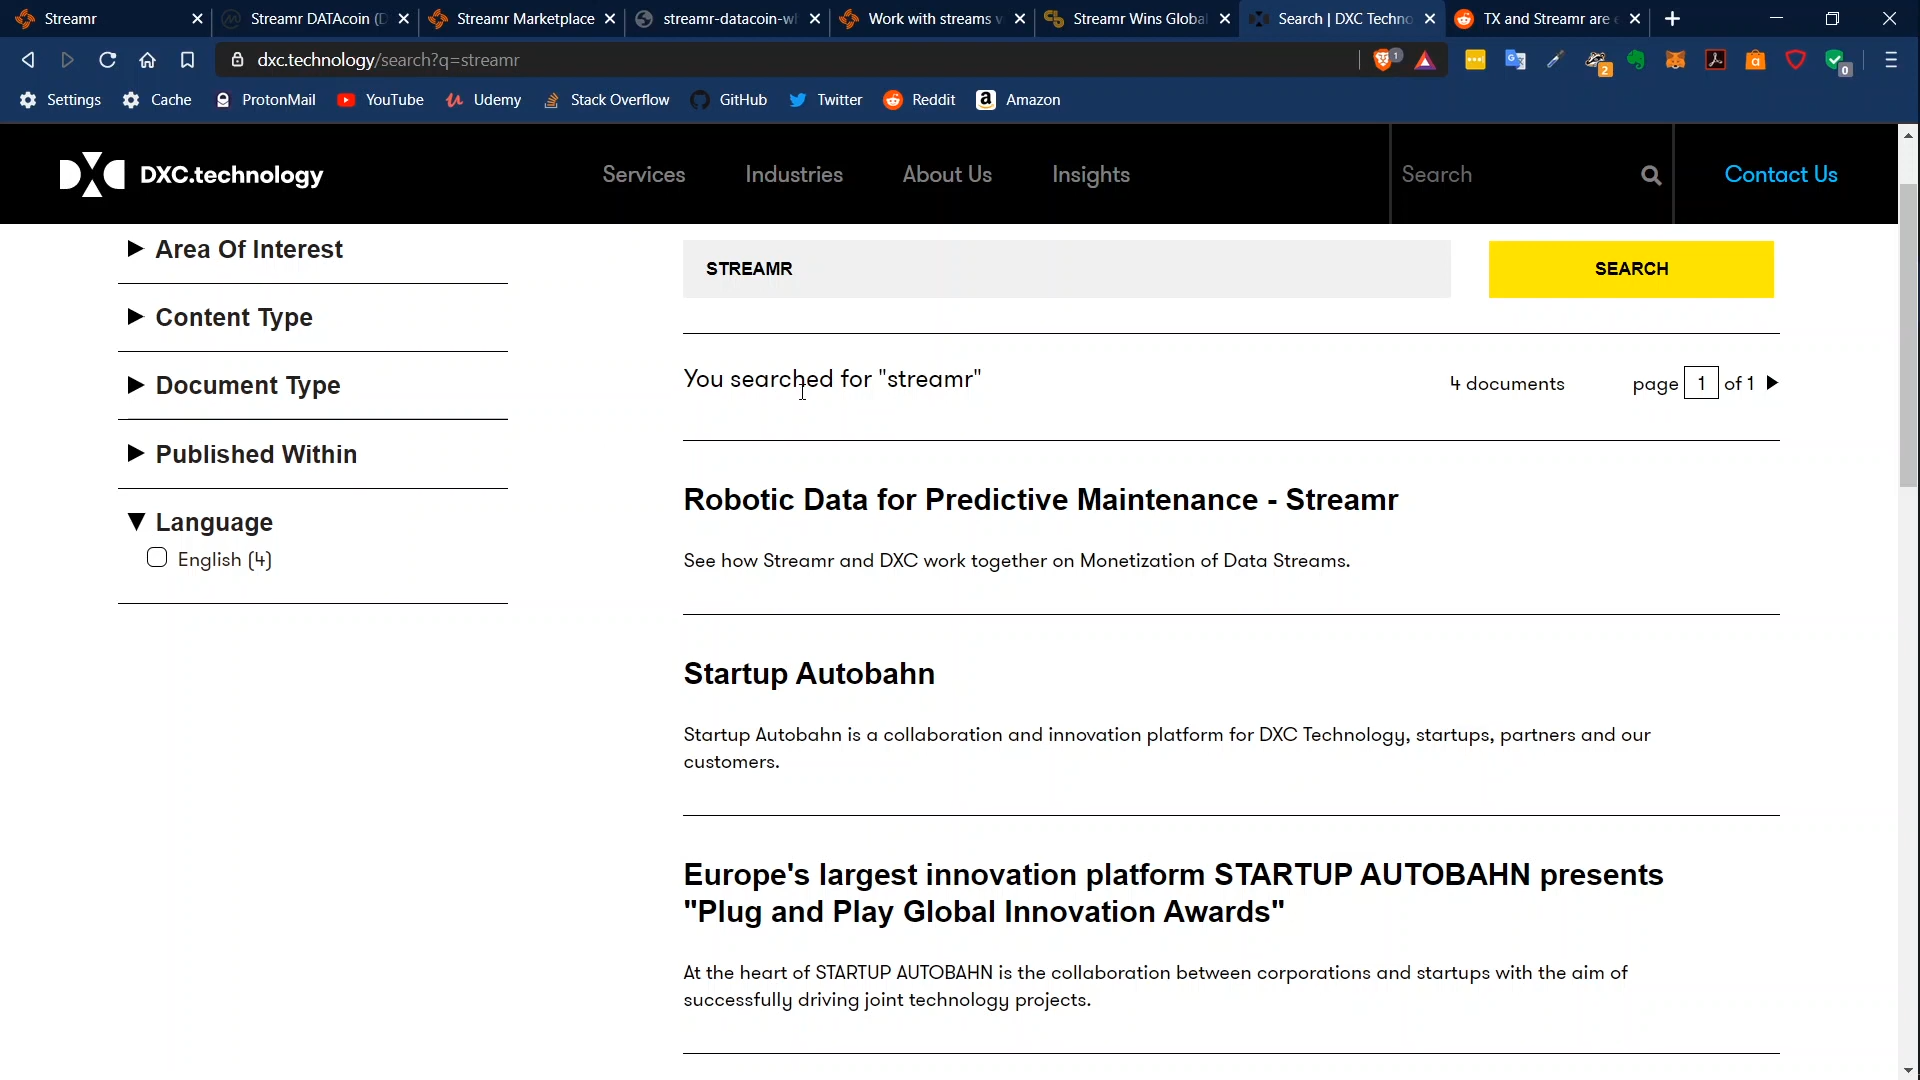 Streamr
Streamr DATAcoin (D
Streamr Marketplace
streamr-datacoin-wh
Work with streams v
Streamr Wins Global
Search | DXC Techno
TX and Streamr are e
dxc.technology/search?q=streamr
1
2
0
Settings
Cache
ProtonMail
YouTube
Udemy
Stack Overflow
GitHub
Twitter
Reddit
Amazon
DXC.technology
Services
Industries
About Us
Insights
Search
Contact Us
Area Of Interest
Content Type
Document Type
Published Within
Language
English (4)
STREAMR
SEARCH
You searched for "streamr"
4 documents
page 1 of 1
Robotic Data for Predictive Maintenance - Streamr
See how Streamr and DXC work together on Monetization of Data Streams.
Startup Autobahn
Startup Autobahn is a collaboration and innovation platform for DXC Technology, startups, partners and our
customers.
Europe's largest innovation platform STARTUP AUTOBAHN presents
"Plug and Play Global Innovation Awards"
At the heart of STARTUP AUTOBAHN is the collaboration between corporations and startups with the aim of
successfully driving joint technology projects.